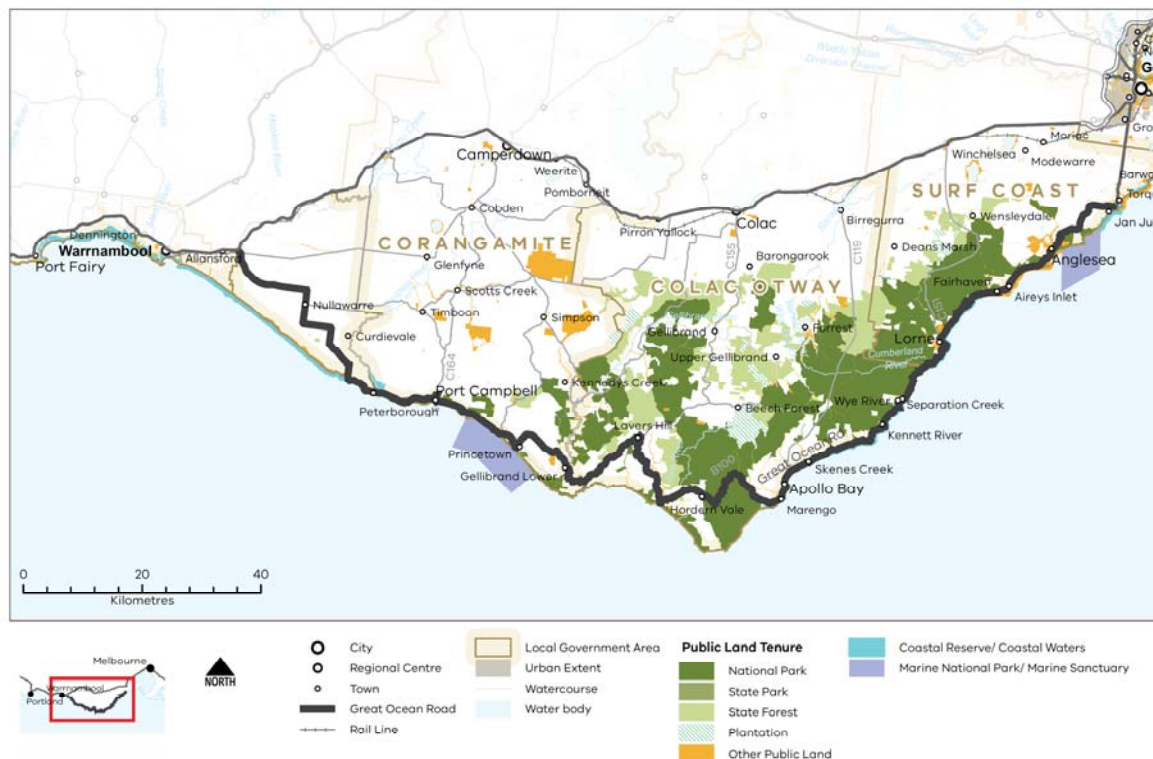 Winchelsea
Moriac
Modewarre
Camperdown
Weerite
Pomborneit
SURF COAST
Cobden
Colac
Birregurra
Wensleydale
Jan Ju
Dennington
Warrnambool
Port Fairy
Allansford
CORANGAMITE
Pirron Yallock
C155
C119
Deans Marsh
Anglesea
Glenfyne
Barongarook
Fairhaven
Nullawarre
Scotts Creek
COLAC OTWAY
Aireys Inlet
Timboon
Simpson
Gellibrand
Forrest
C151
Lorne
Curdievale
Upper Gellibrand
Cumberland
River
C164
Kennedys Creek
Port Campbell
Peterborough
Beech Forest
Wye River
Separation Creek
Lavers Hill
Kennett River
Princetown
Great Ocean Rd
B100
Skenes Creek
Gellibrand Lower
Apollo Bay
Hordern Vale
Marengo
0 20 40
Kilometres
Melbourne
Warrnambool
Portland
NORTH
City
Regional Centre
Town
Great Ocean Road
Rail Line
Local Government Area
Urban Extent
Watercourse
Water body
Public Land Tenure
National Park
State Park
State Forest
Plantation
Other Public Land
Coastal Reserve/ Coastal Waters
Marine National Park/ Marine Sanctuary